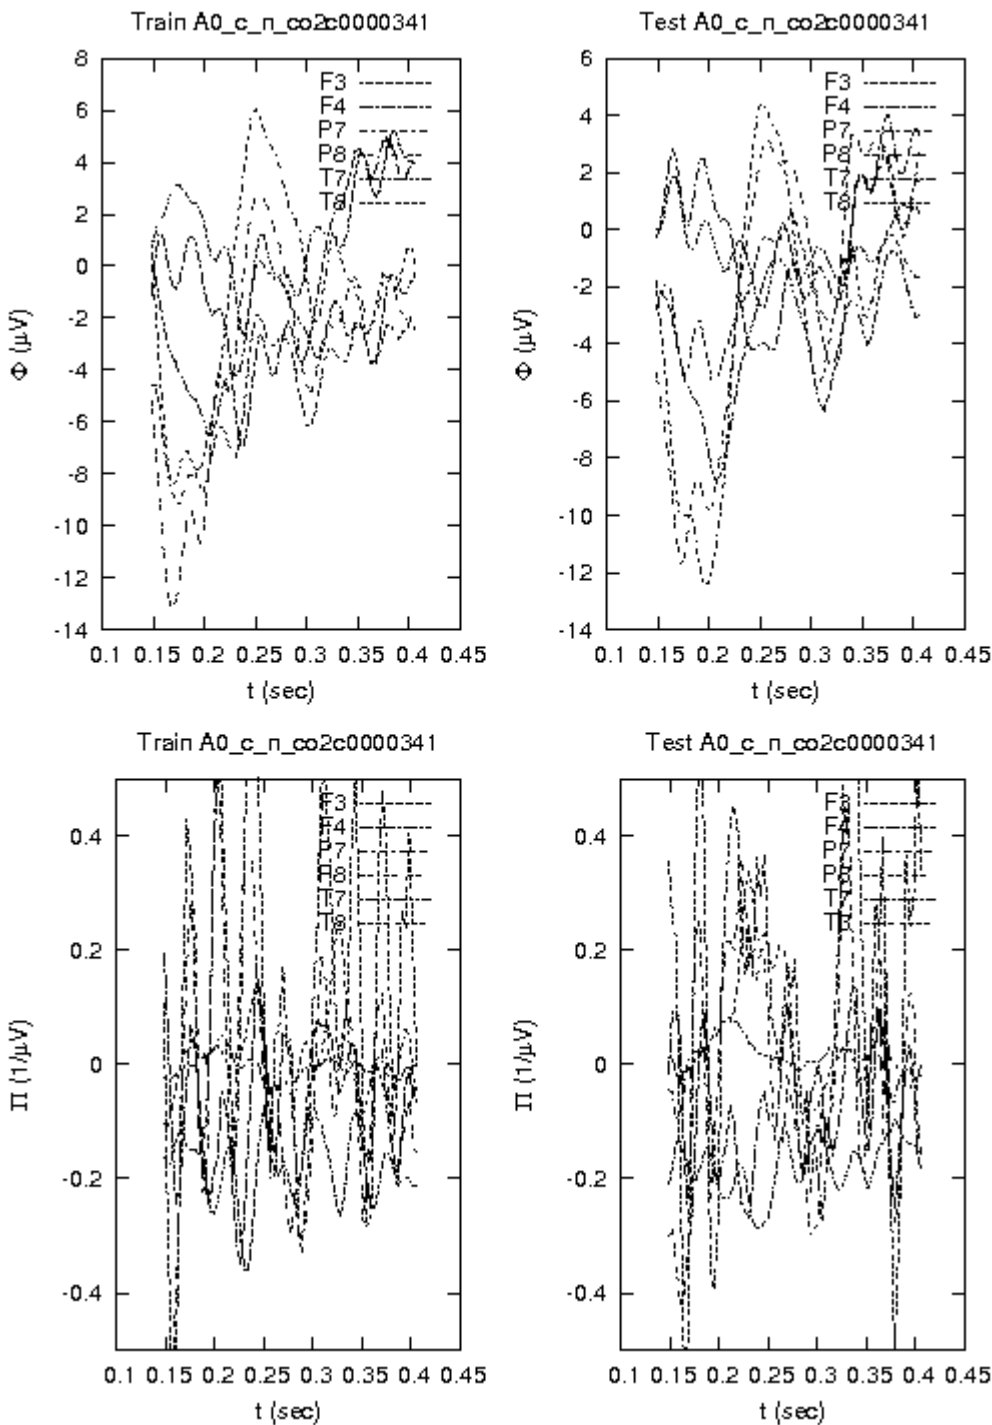 Train A0_c_n_co2c0000341
8
6
4
2
0
-2
-4
-6
-8
-10
-12
-14
Φ (μV)
F3
F4
P7
P8
T7
T8
0.1 0.15 0.2 0.25 0.3 0.35 0.4 0.45
t (sec)
Test A0_c_n_co2c0000341
6
4
2
0
-2
-4
-6
-8
-10
-12
-14
Φ (μV)
F3
F4
P7
P8
T7
T8
0.1 0.15 0.2 0.25 0.3 0.35 0.4 0.45
t (sec)
Train A0_c_n_co2c0000341
0.4
0.2
0
-0.2
-0.4
Π (1/μV)
F3
F4
P7
P8
T7
T8
0.1 0.15 0.2 0.25 0.3 0.35 0.4 0.45
t (sec)
Test A0_c_n_co2c0000341
0.4
0.2
0
-0.2
-0.4
Π (1/μV)
F3
F4
P7
P8
T7
T8
0.1 0.15 0.2 0.25 0.3 0.35 0.4 0.45
t (sec)